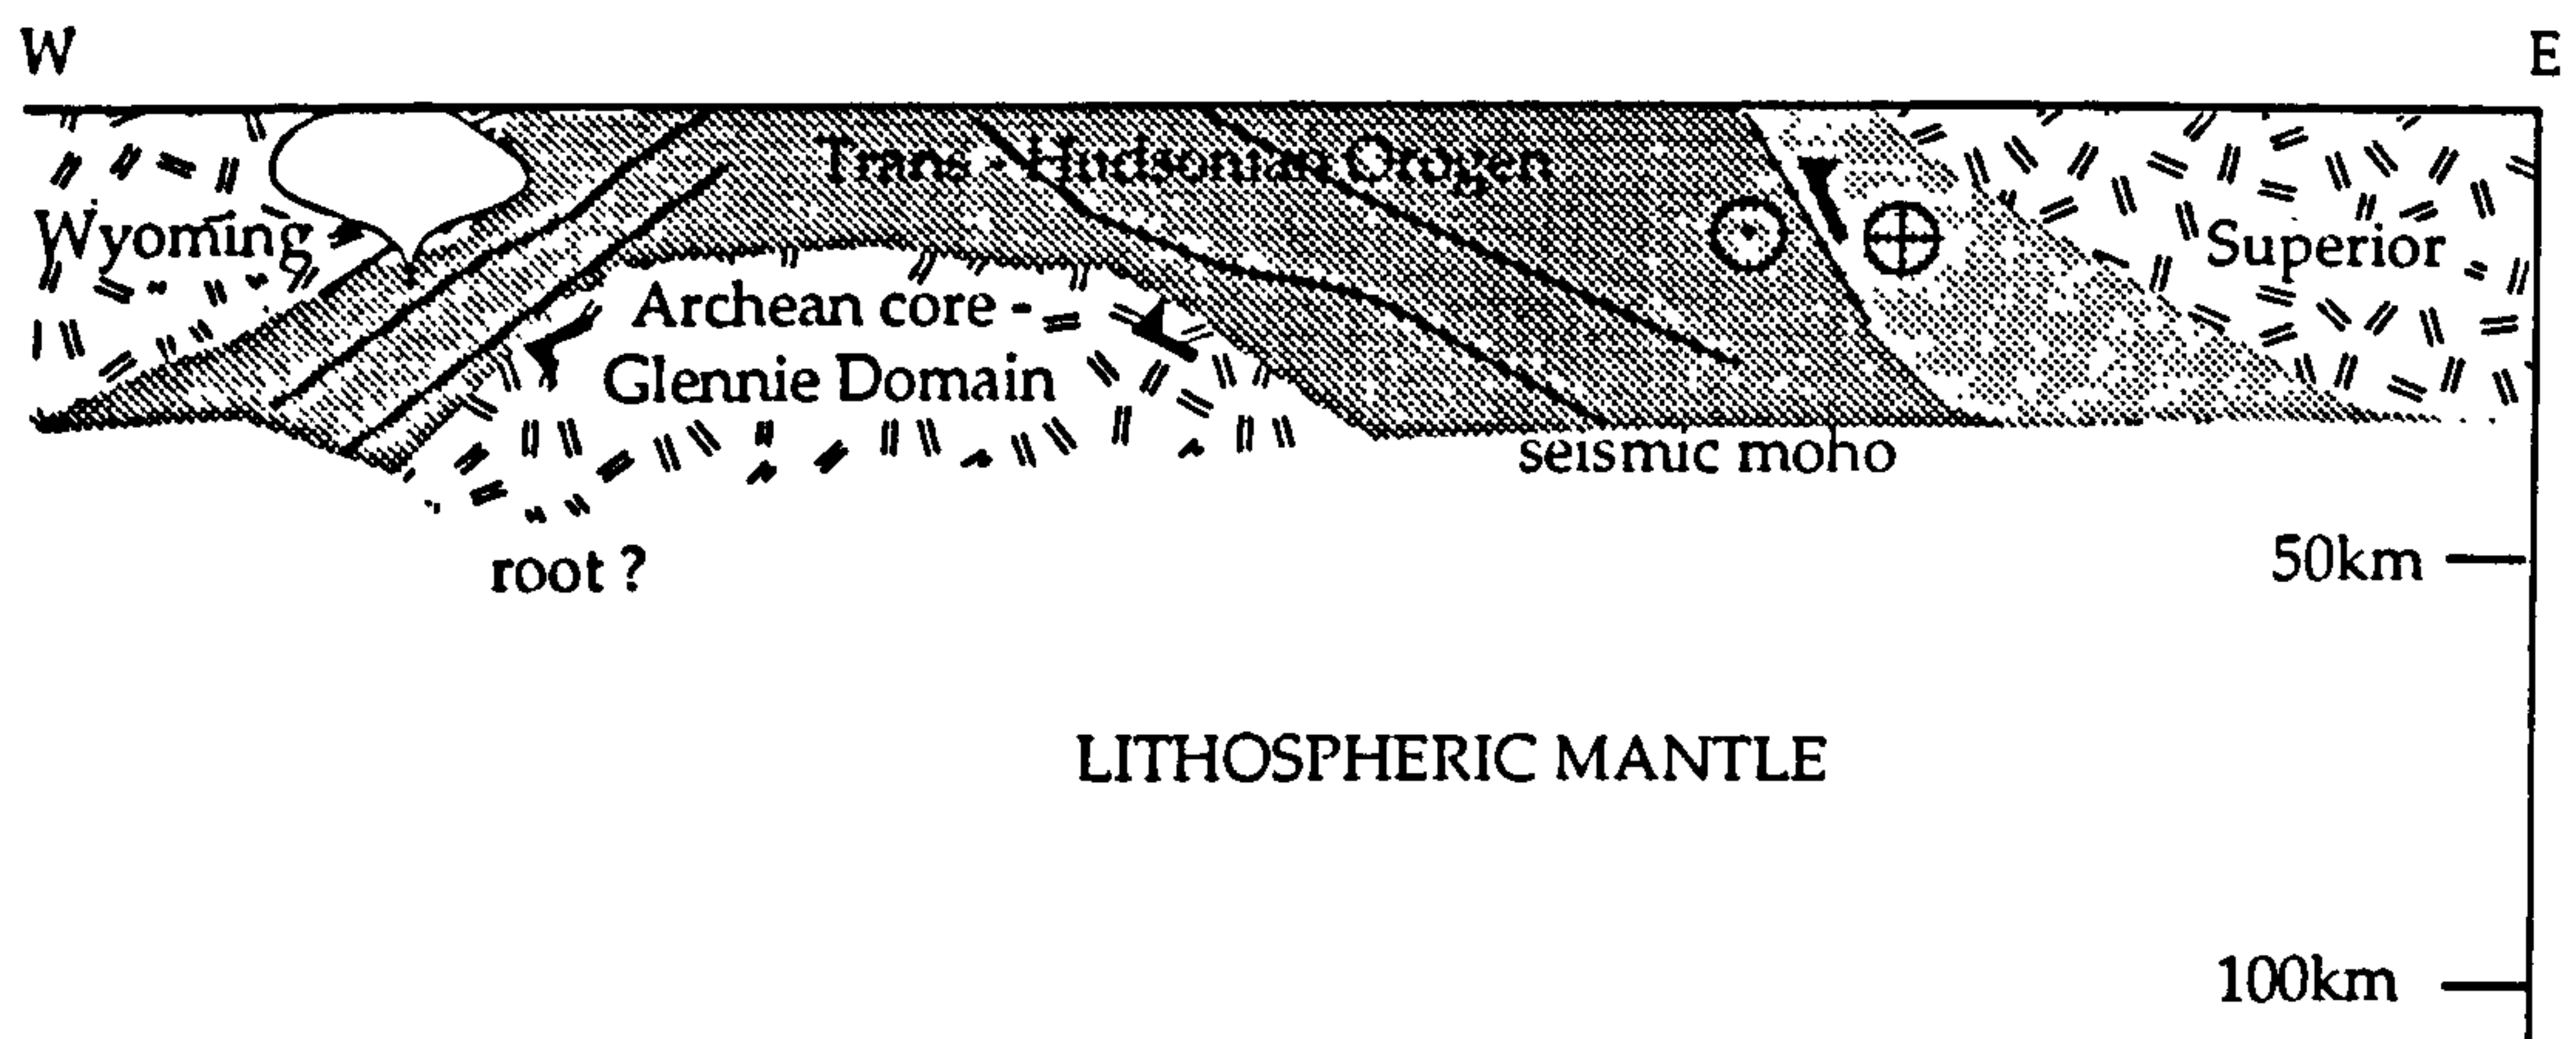 W
E
Trans - Hudsonian Orogen
Wyoming
Superior
Archean core -
Glennie Domain
seismic moho
50km
root ?
LITHOSPHERIC MANTLE
100km